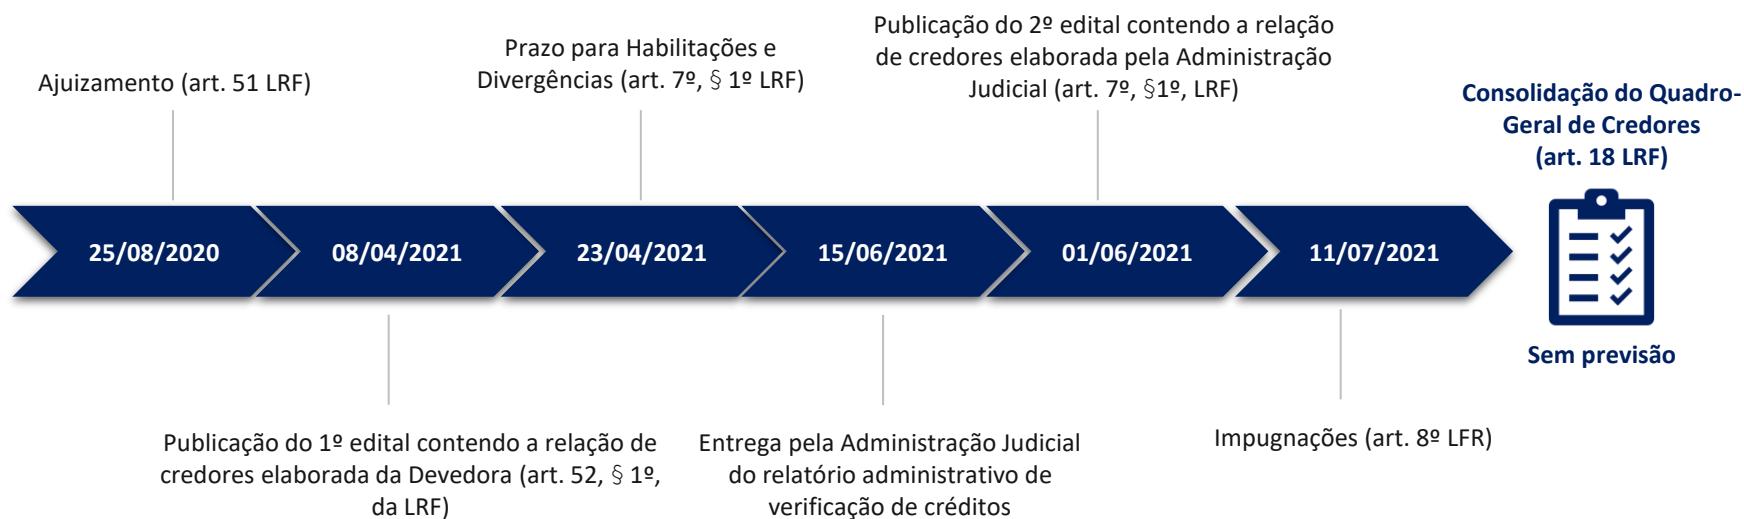 Ajuizamento (art. 51 LRF)
Prazo para Habilitações e
Divergências (art. 7º, § 1º LRF)
Publicação do 2º edital contendo a relação
de credores elaborada pela Administração
Judicial (art. 7º, §1º, LRF)
Consolidação do Quadro-
Geral de Credores
(art. 18 LRF)
25/08/2020
08/04/2021
23/04/2021
15/06/2021
01/06/2021
11/07/2021
Sem previsão
Publicação do 1º edital contendo a relação de
credores elaborada da Devedora (art. 52, § 1º,
da LRF)
Entrega pela Administração Judicial
do relatório administrativo de
verificação de créditos
Impugnações (art. 8º LFR)